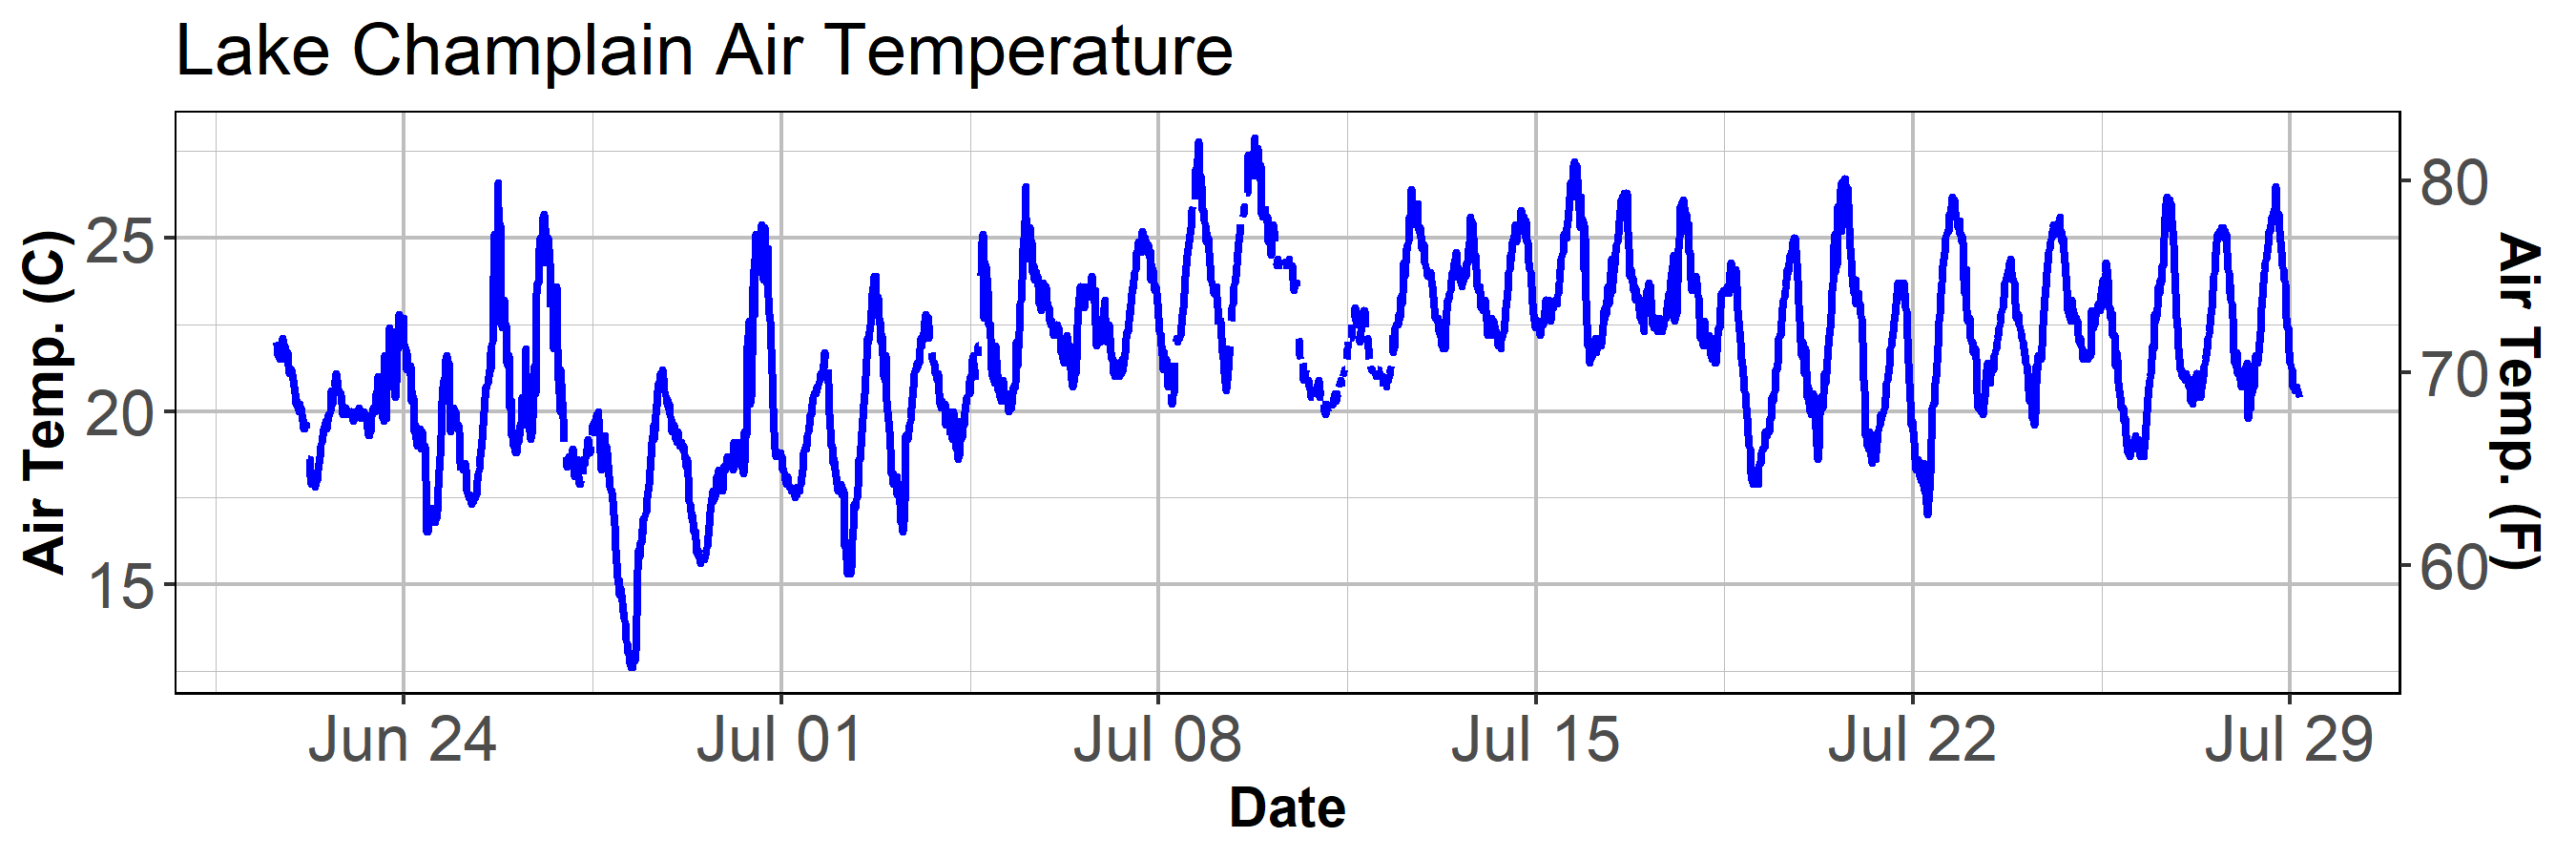 Lake Champlain Air Temperature
Air Temp. (C)
25
20
15
80
70
60
Air Temp. (F)
Jun 24
Jul 01
Jul 08
Jul 15
Jul 22
Jul 29
Date